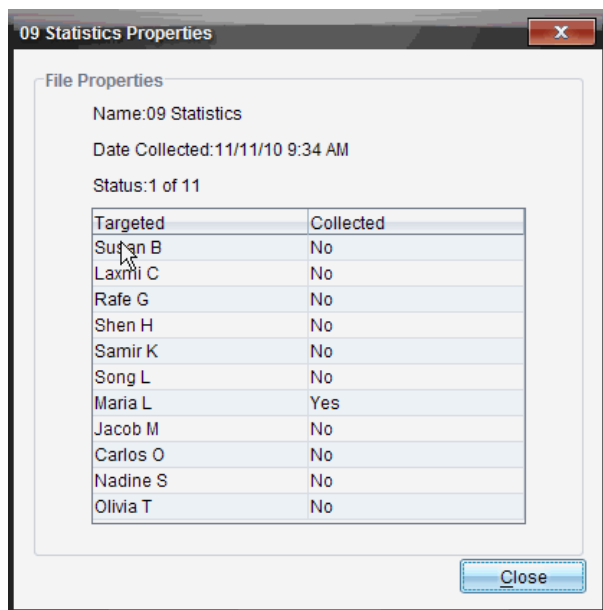 09 Statistics Properties
x
File Properties
Name:09 Statistics
Date Collected:11/11/10 9:34 AM
Status:1 of 11
Targeted Collected
Susan B No
Laxmi C No
Rafe G No
Shen H No
Samir K No
Song L No
Maria L Yes
Jacob M No
Carlos O No
Nadine S No
Olivia T No
Close